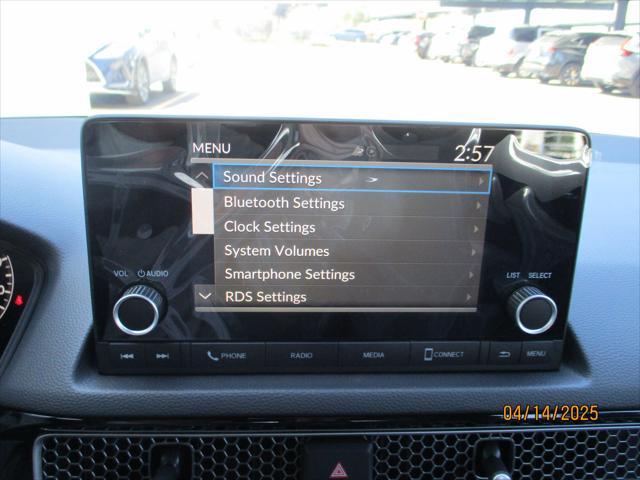 MENU 2:57
Sound Settings
Bluetooth Settings
Clock Settings
System Volumes
Smartphone Settings
RDS Settings
VOL AUDIO
LIST SELECT
PHONE RADIO MEDIA CONNECT MENU
04/14/2025